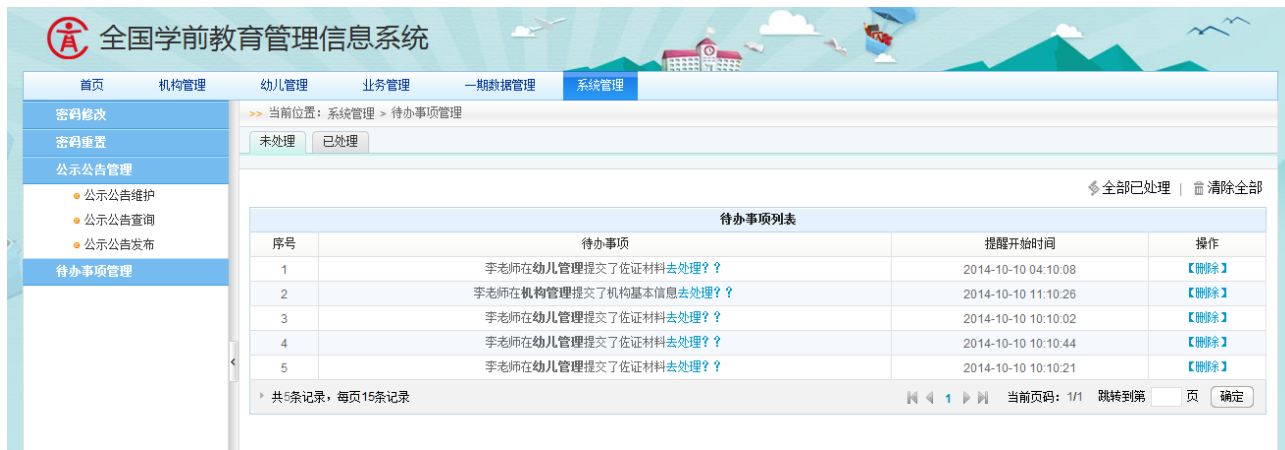 全国学前教育管理信息系统
首页 机构管理 幼儿管理 业务管理 一期数据管理 系统管理
密码修改
密码重置
公示公告管理
公示公告维护
公示公告查询
公示公告发布
待办事项管理
>> 当前位置：系统管理 > 待办事项管理
未处理 已处理
全部已处理 | 清除全部
待办事项列表
序号 待办事项 提醒开始时间 操作
1 李老师在幼儿管理提交了佐证材料去处理？？ 2014-10-10 04:10:08 【删除】
2 李老师在机构管理提交了机构基本信息去处理？？ 2014-10-10 11:10:26 【删除】
3 李老师在幼儿管理提交了佐证材料去处理？？ 2014-10-10 10:10:02 【删除】
4 李老师在幼儿管理提交了佐证材料去处理？？ 2014-10-10 10:10:44 【删除】
5 李老师在幼儿管理提交了佐证材料去处理？？ 2014-10-10 10:10:21 【删除】
共5条记录，每页15条记录 1 当前页码：1/1 跳转到第 页 确定